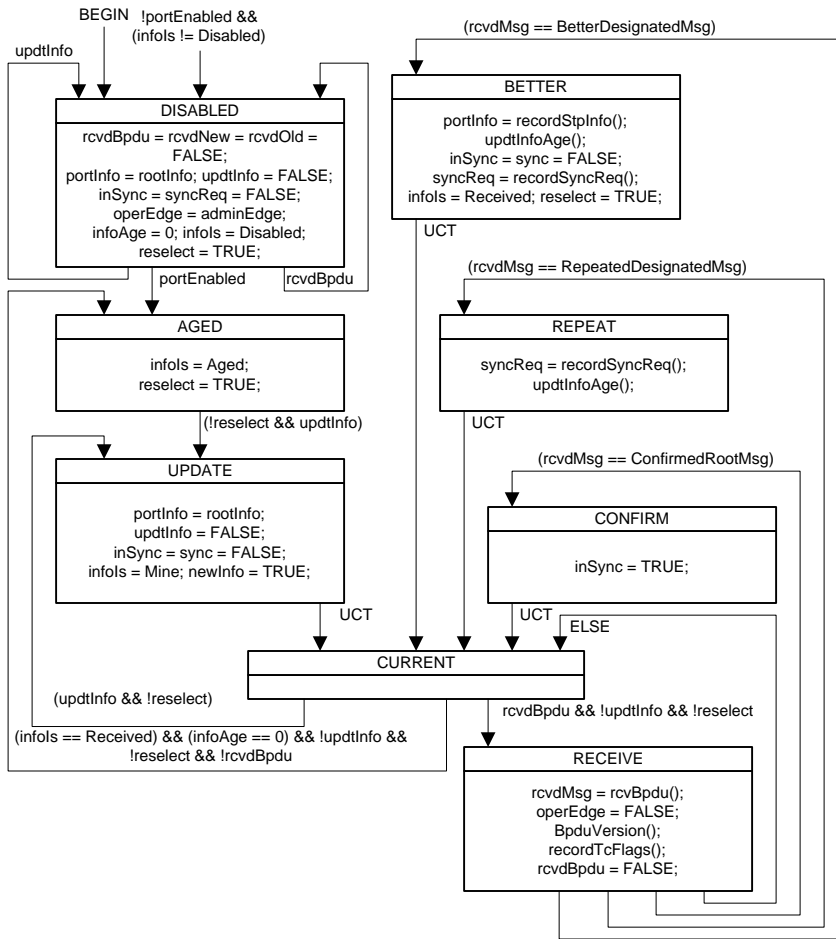 BEGIN
!portEnabled &&
(infoIs != Disabled)
updtInfo
DISABLED
rcvdBpdu = rcvdNew = rcvdOld =
FALSE;
portInfo = rootInfo; updtInfo = FALSE;
inSync = syncReq = FALSE;
operEdge = adminEdge;
infoAge = 0; infoIs = Disabled;
reselect = TRUE;
portEnabled
rcvdBpdu
AGED
infoIs = Aged;
reselect = TRUE;
(!reselect && updtInfo)
UPDATE
portInfo = rootInfo;
updtInfo = FALSE;
inSync = sync = FALSE;
infoIs = Mine; newInfo = TRUE;
UCT
(rcvdMsg == BetterDesignatedMsg)
BETTER
portInfo = recordStpInfo();
updtInfoAge();
inSync = sync = FALSE;
syncReq = recordSyncReq();
infoIs = Received; reselect = TRUE;
UCT
(rcvdMsg == RepeatedDesignatedMsg)
REPEAT
syncReq = recordSyncReq();
updtInfoAge();
UCT
(rcvdMsg == ConfirmedRootMsg)
CONFIRM
inSync = TRUE;
UCT
ELSE
CURRENT
(updtInfo && !reselect)
(infoIs == Received) && (infoAge == 0) && !updtInfo &&
!reselect && !rcvdBpdu
rcvdBpdu && !updtInfo && !reselect
RECEIVE
rcvdMsg = rcvBpdu();
operEdge = FALSE;
BpduVersion();
recordTcFlags();
rcvdBpdu = FALSE;